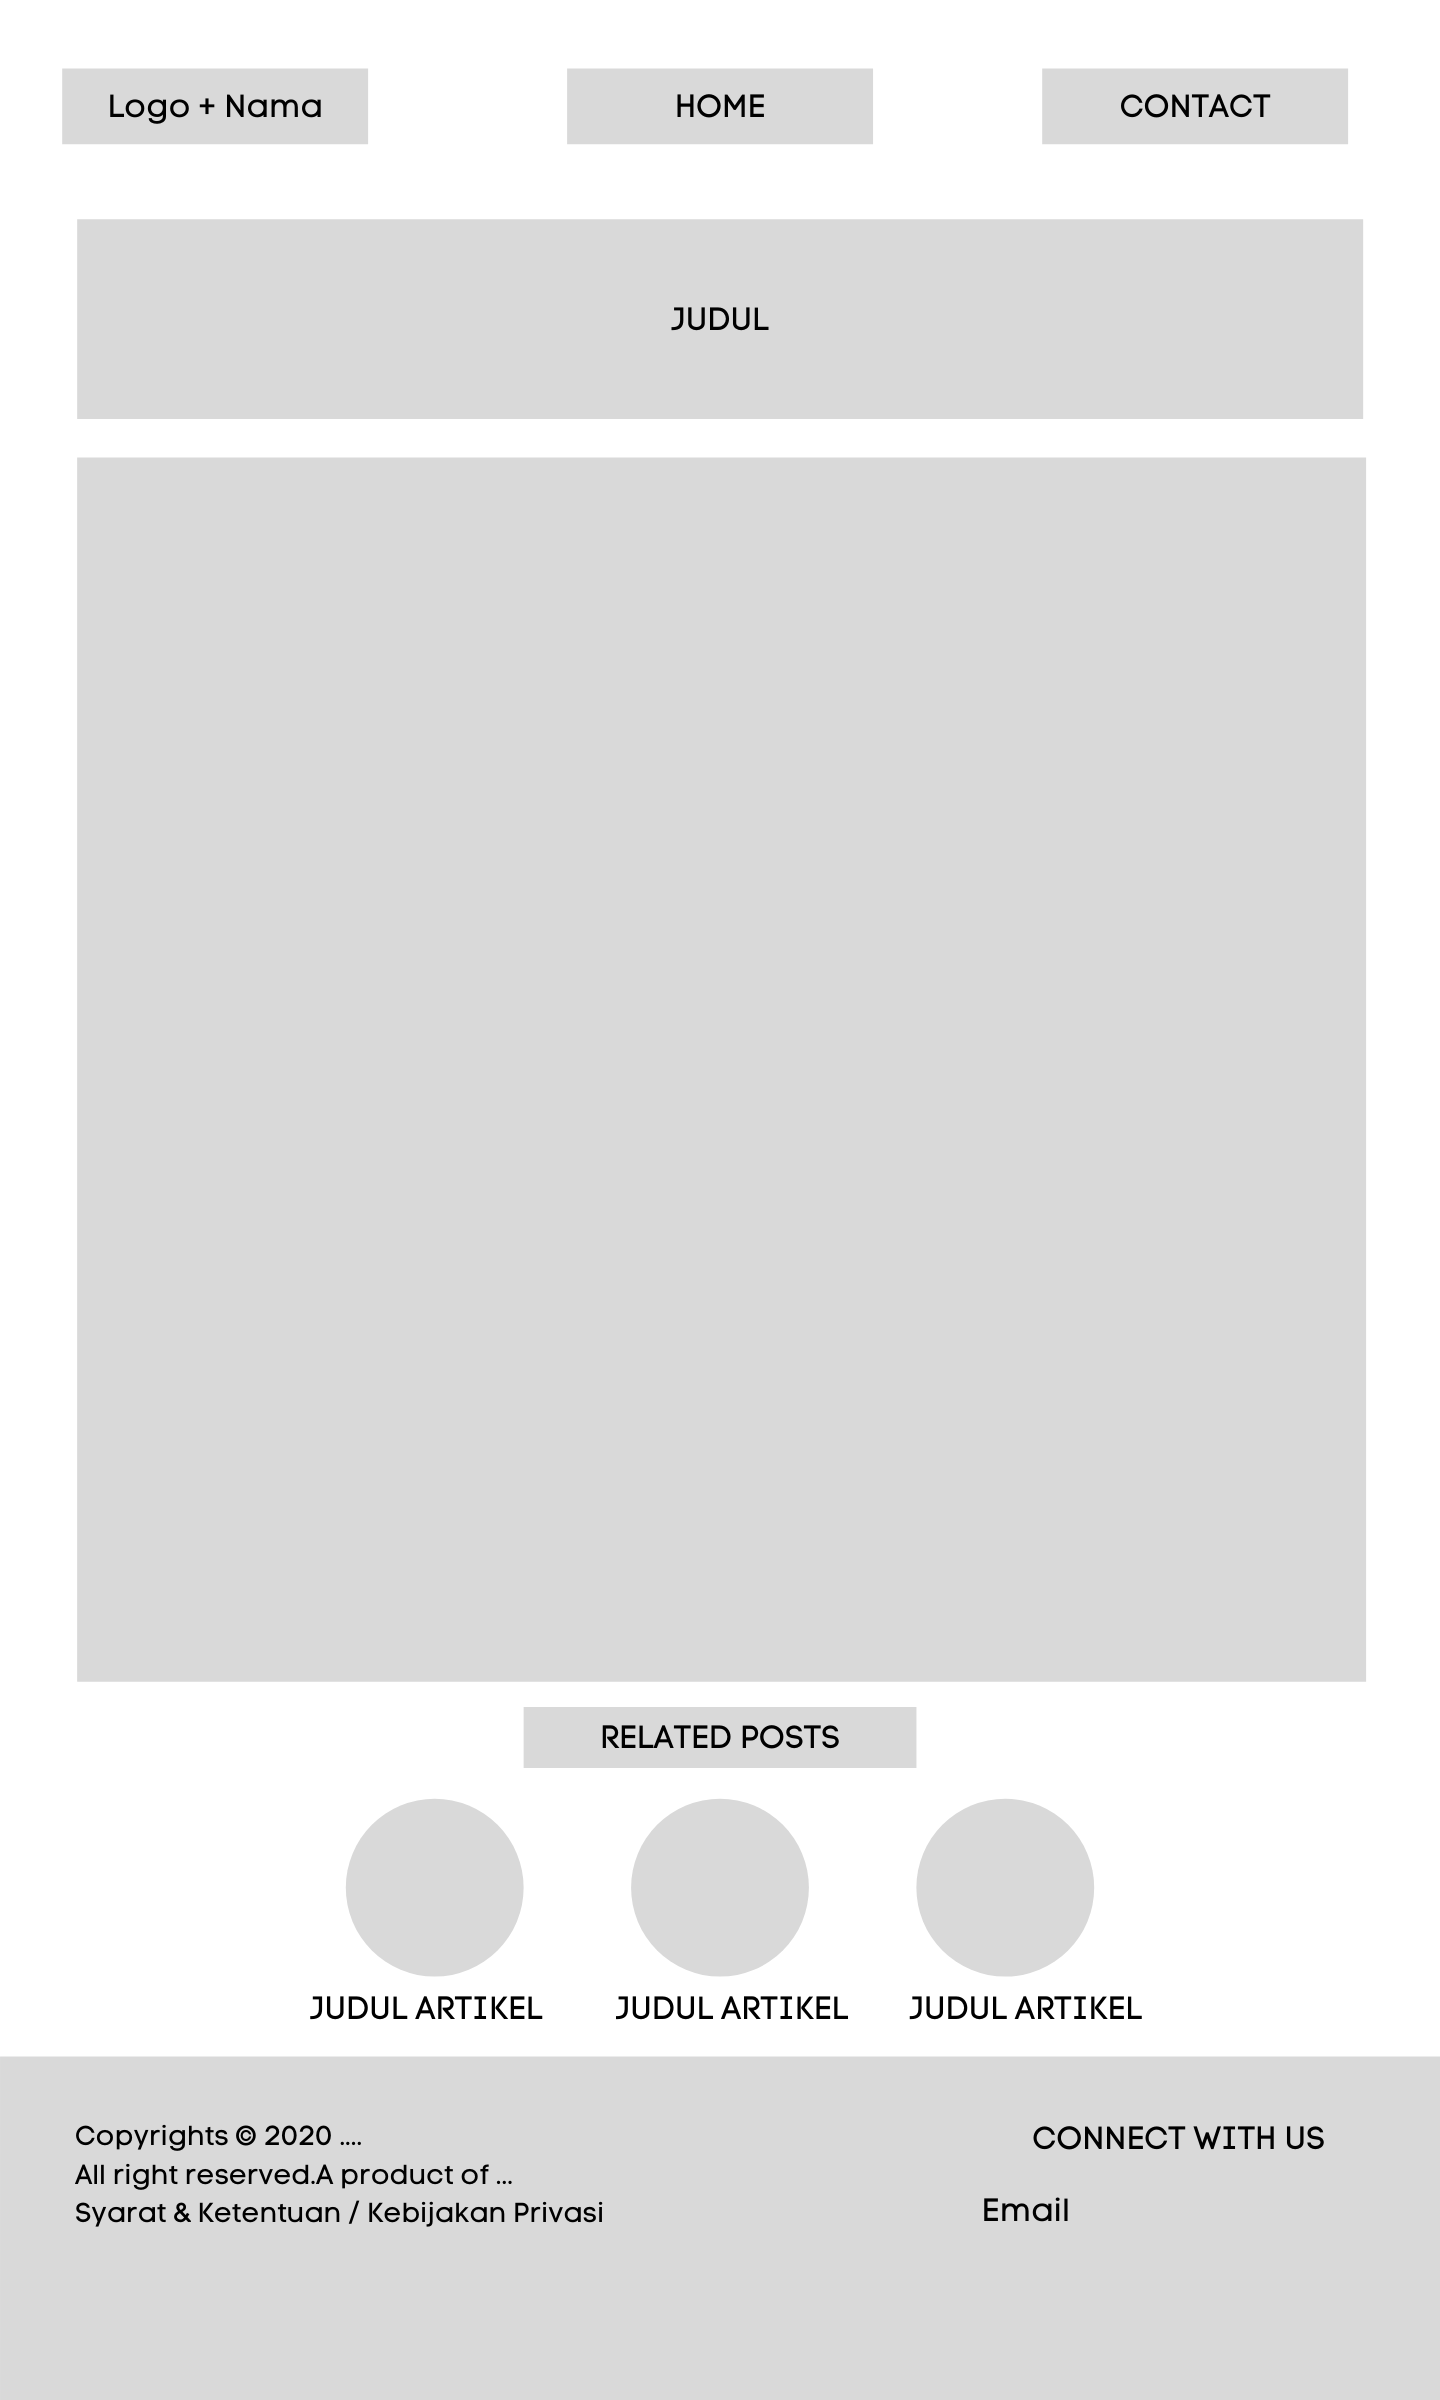 Logo + Nama
HOME
CONTACT
JUDUL
RELATED POSTS
JUDUL ARTIKEL
JUDUL ARTIKEL
JUDUL ARTIKEL
Copyrights © 2020 ....
All right reserved.A product of ...
Syarat & Ketentuan / Kebijakan Privasi
CONNECT WITH US
Email